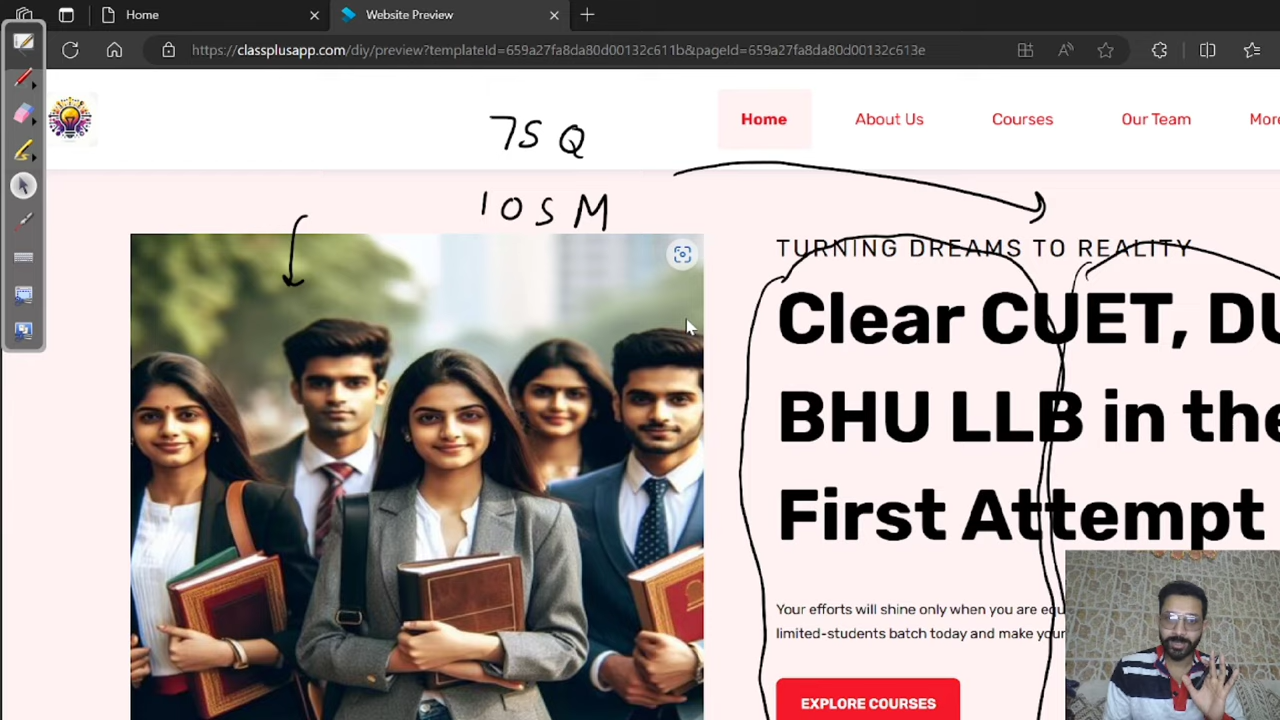 Home
Website Preview
https://classplusapp.com/diy/preview?templateId=659a27fa8da80d00132c611b&pageId=659a27fa8da80d00132c613e
Home
About Us
Courses
Our Team
More
75 Q
105 M
TURNING DREAMS TO REALITY
Clear CUET, DU
BHU LLB in the
First Attempt
Your efforts will shine only when you are equ
limited-students batch today and make your
EXPLORE COURSES